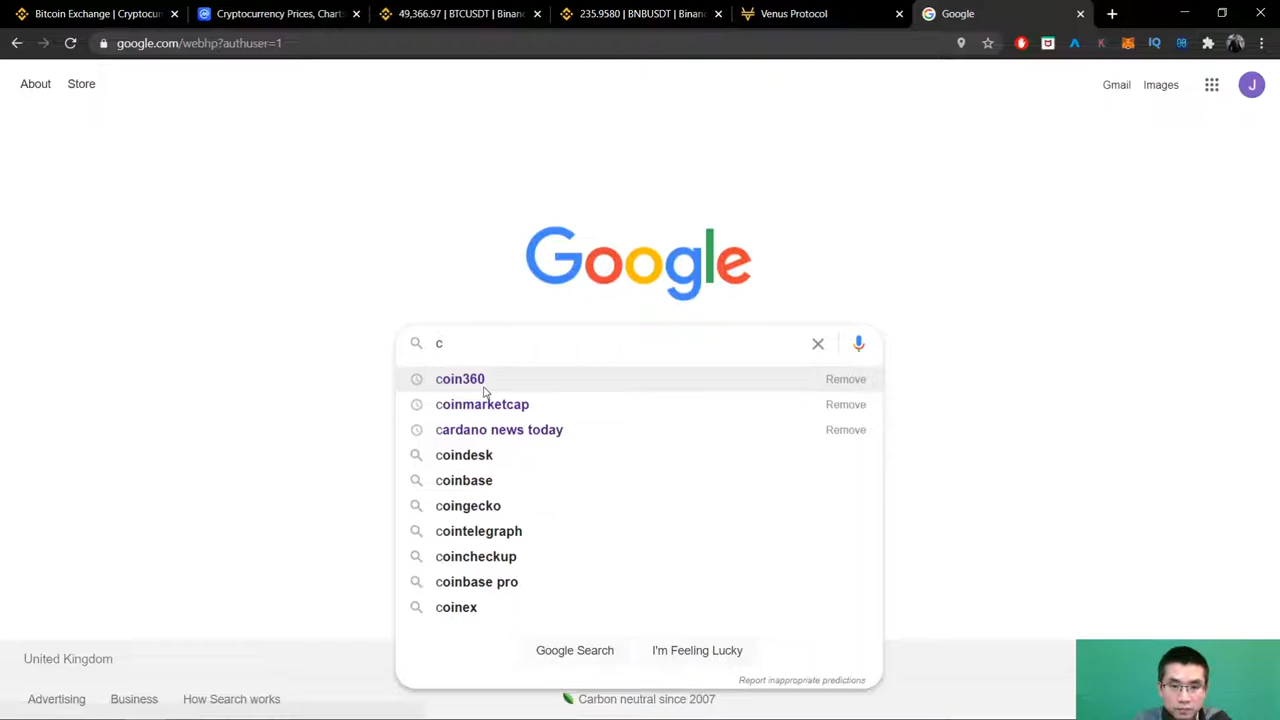 Bitcoin Exchange | Cryptocur
Cryptocurrency Prices, Charts
49,366.97 | BTCUSDT | Binanc
235.9580 | BNBUSDT | Binanc
Venus Protocol
Google
google.com/webhp?authuser=1
About
Store
Gmail
Images
J
Google
c
coin360
Remove
coinmarketcap
Remove
cardano news today
Remove
coindesk
coinbase
coingecko
cointelegraph
coincheckup
coinbase pro
coinex
Google Search
I'm Feeling Lucky
Report inappropriate predictions
United Kingdom
Advertising
Business
How Search works
Carbon neutral since 2007